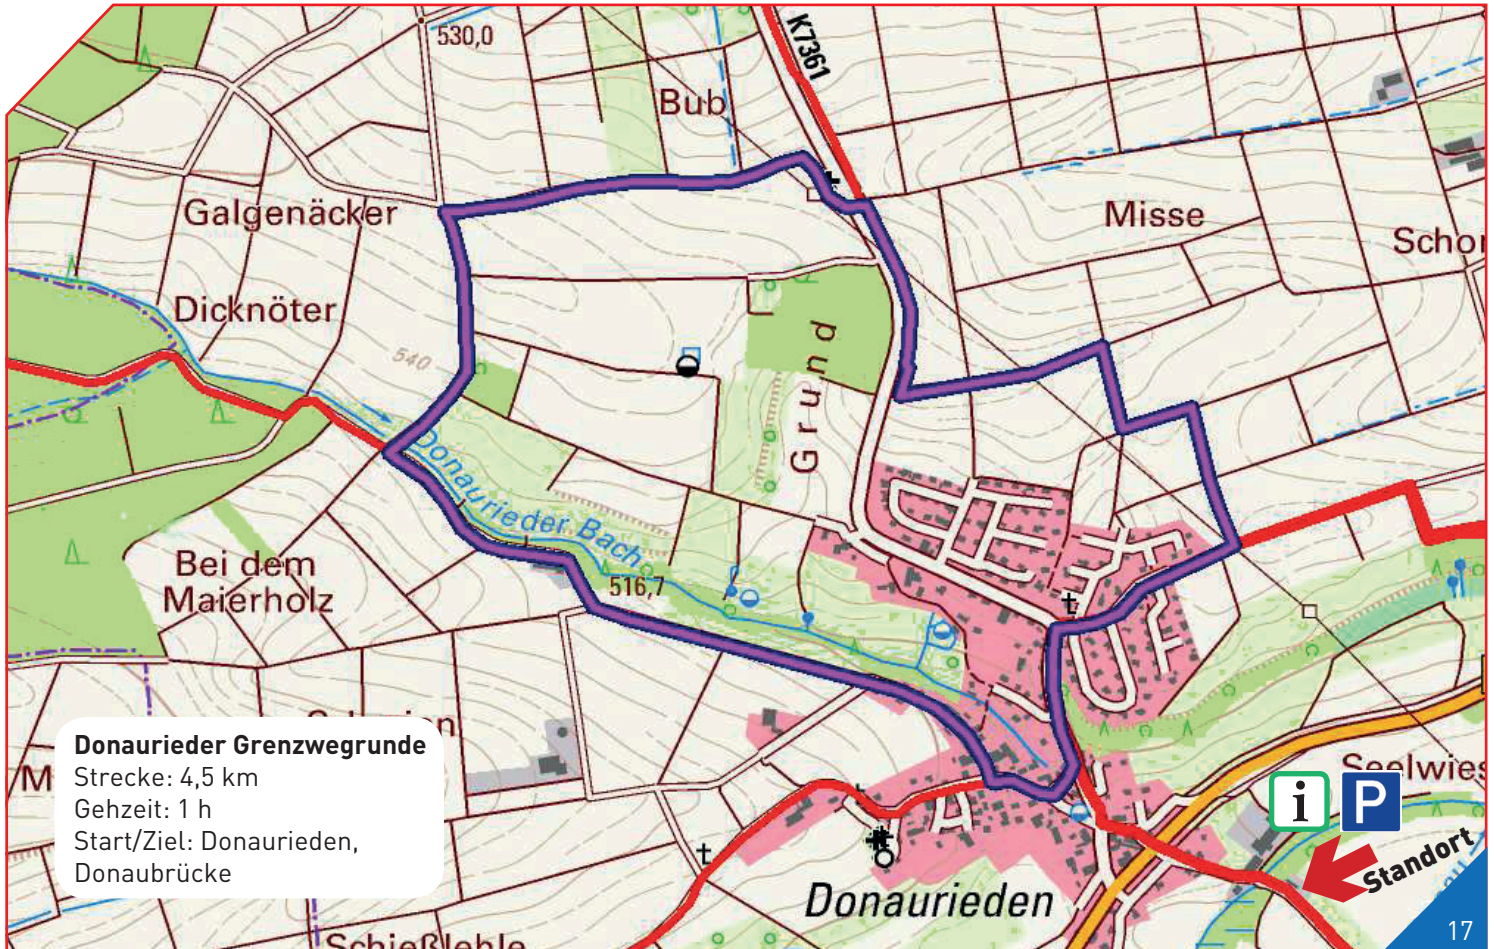 530,0
K7361
Bub
Galgenäcker
Misse
Schor
Dicknöter
540
Grund
Donaurieder Bach
516,7
Bei dem
Maierholz
Donaurieder Grenzwegrunde
Strecke: 4,5 km
Gehzeit: 1 h
Start/Ziel: Donaurieden,
Donaubrücke
M
Seelwies
i
P
Standort
Donaurieden
Schießlehle
17